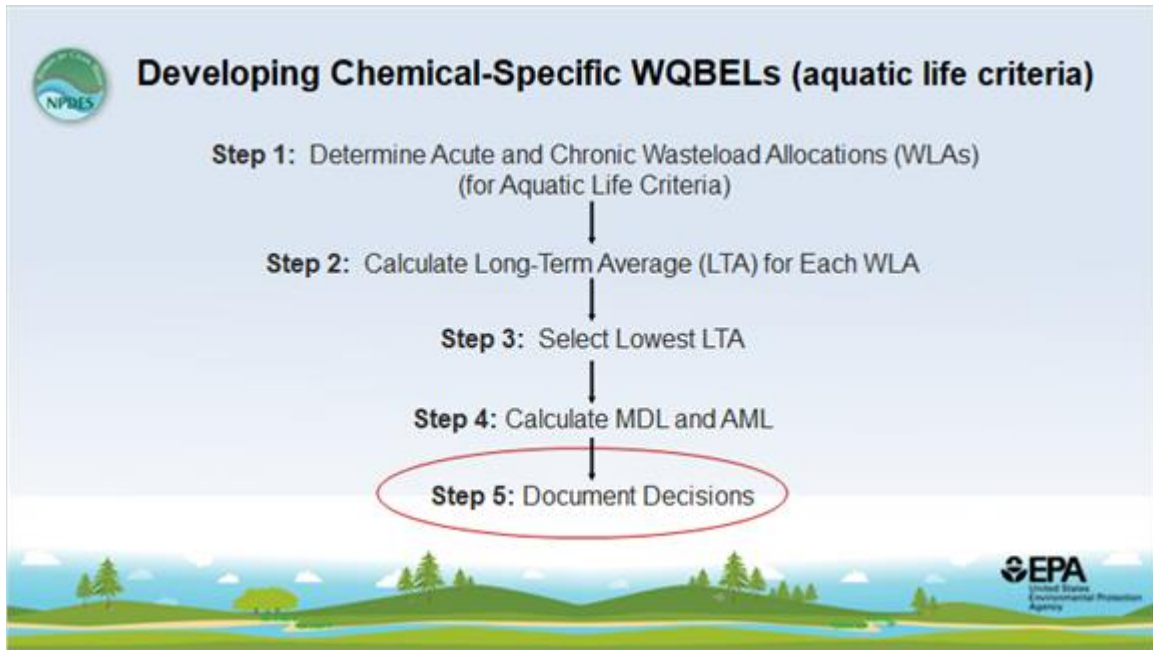 Developing Chemical-Specific WQBELs (aquatic life criteria)
NPDES
Step 1: Determine Acute and Chronic Wasteload Allocations (WLAs)
(for Aquatic Life Criteria)
Step 2: Calculate Long-Term Average (LTA) for Each WLA
Step 3: Select Lowest LTA
Step 4: Calculate MDL and AML
Step 5: Document Decisions
EPA
United States
Environmental Protection
Agency